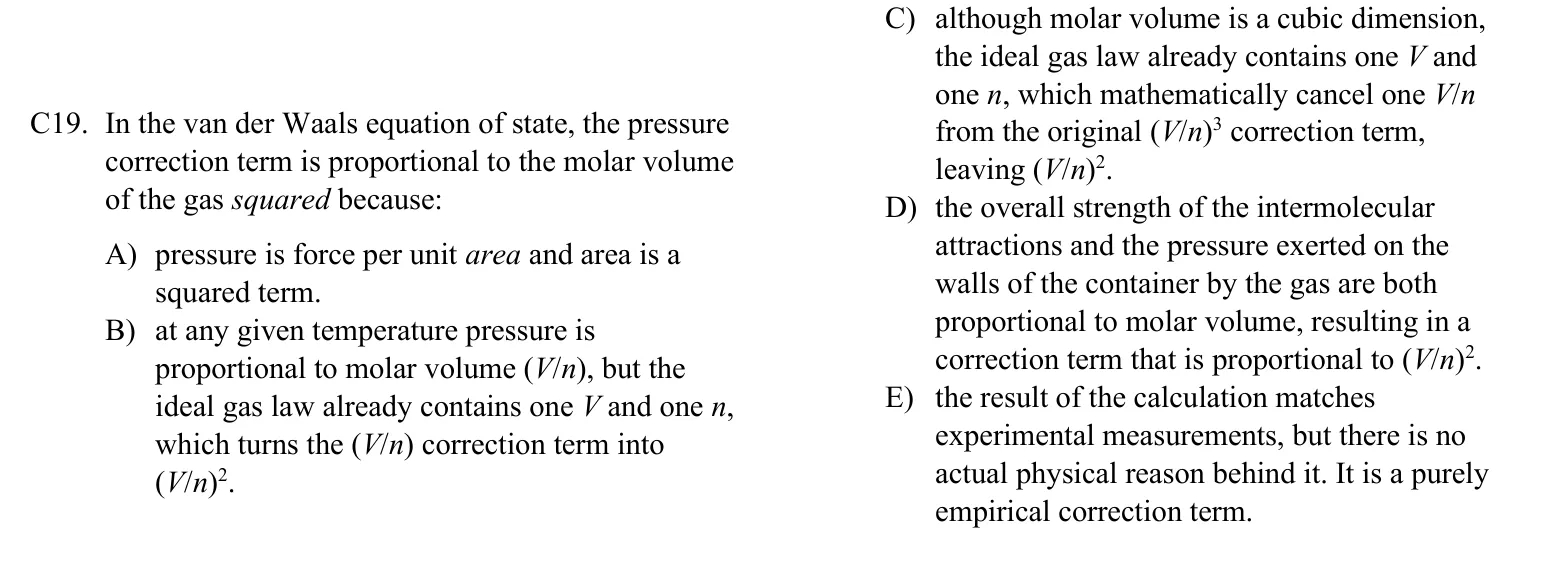 C19. In the van der Waals equation of state, the pressure
correction term is proportional to the molar volume
of the gas squared because:
A) pressure is force per unit area and area is a
squared term.
B) at any given temperature pressure is
proportional to molar volume (V/n), but the
ideal gas law already contains one V and one n,
which turns the (V/n) correction term into
(V/n)².
C) although molar volume is a cubic dimension,
the ideal gas law already contains one V and
one n, which mathematically cancel one V/n
from the original (V/n)³ correction term,
leaving (V/n)².
D) the overall strength of the intermolecular
attractions and the pressure exerted on the
walls of the container by the gas are both
proportional to molar volume, resulting in a
correction term that is proportional to (V/n)².
E) the result of the calculation matches
experimental measurements, but there is no
actual physical reason behind it. It is a purely
empirical correction term.